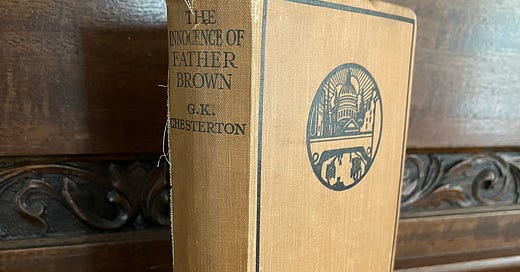 THE
INNOCENCE OF
FATHER
BROWN
G.K.
CHESTERTON